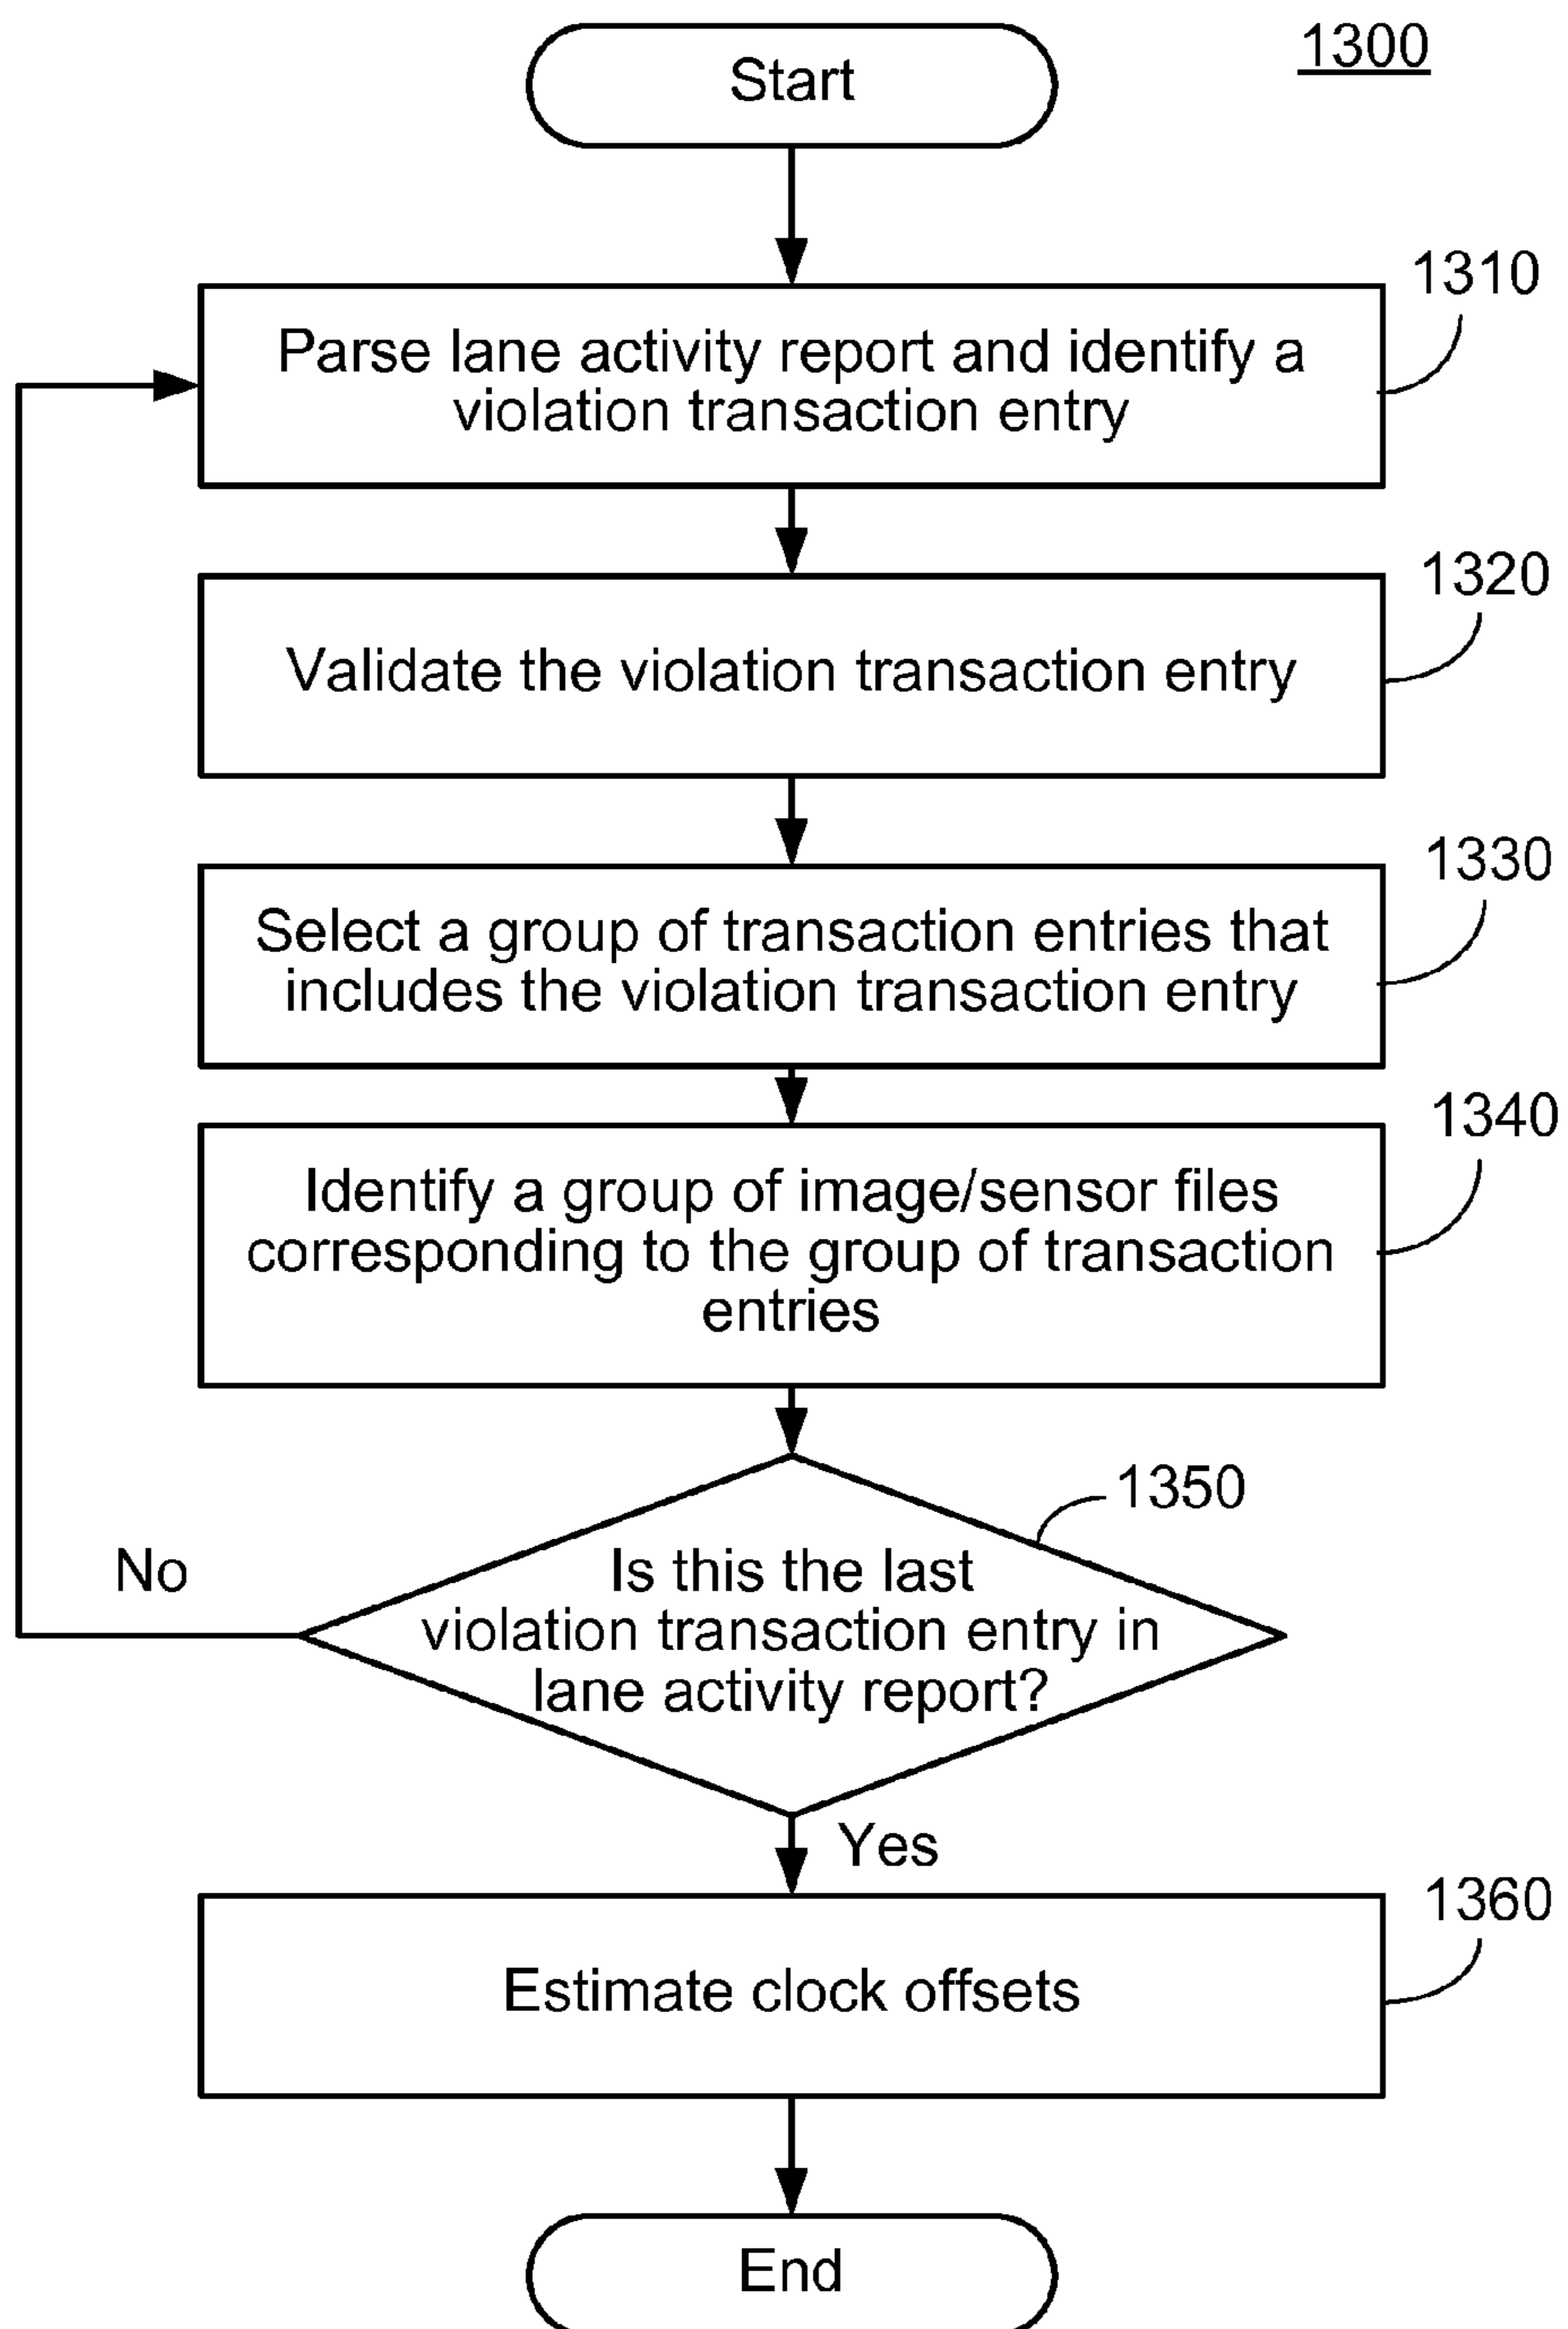 1300
Start
1310
Parse lane activity report and identify a
violation transaction entry
1320
Validate the violation transaction entry
1330
Select a group of transaction entries that
includes the violation transaction entry
1340
Identify a group of image/sensor files
corresponding to the group of transaction
entries
1350
Is this the last
violation transaction entry in
lane activity report?
No
Yes
1360
Estimate clock offsets
End